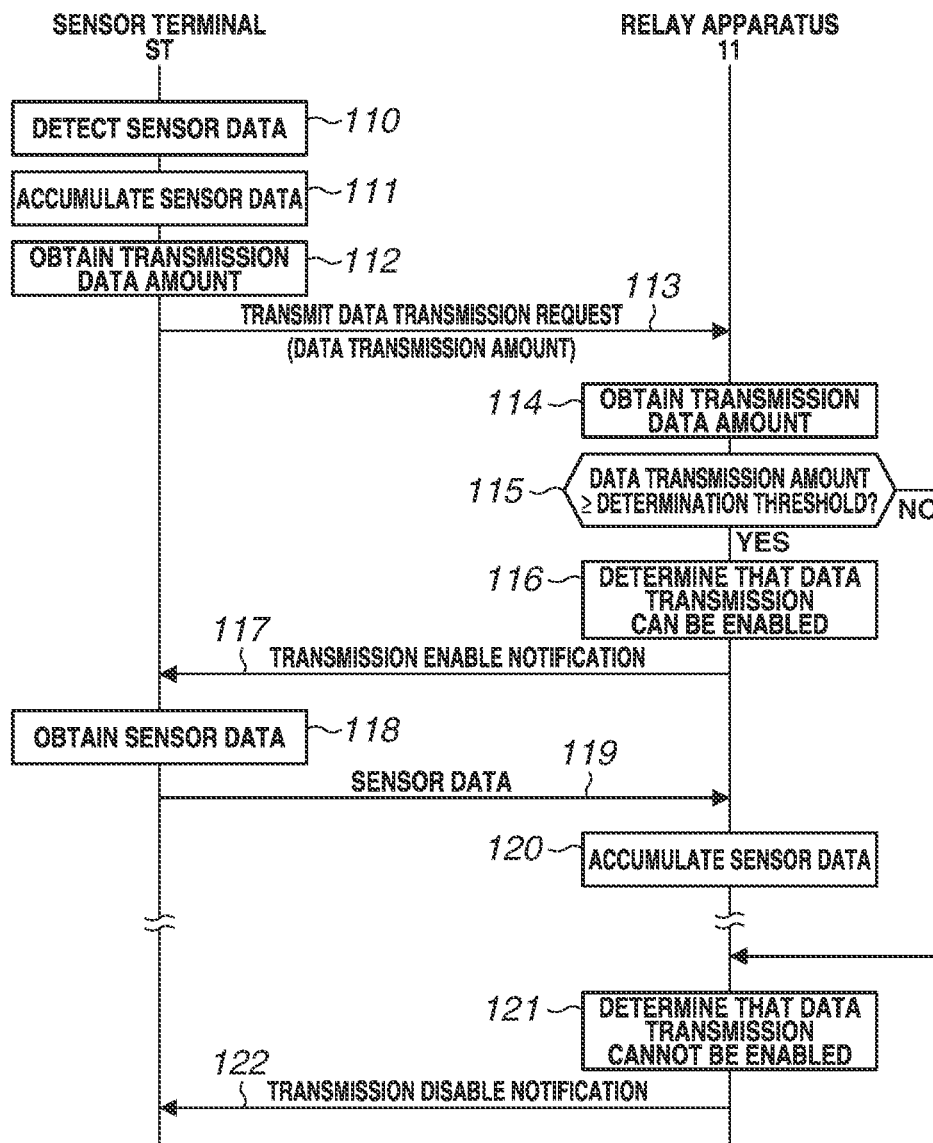 SENSOR TERMINAL
ST
RELAY APPARATUS
11
DETECT SENSOR DATA
110
ACCUMULATE SENSOR DATA
111
OBTAIN TRANSMISSION
DATA AMOUNT
112
113
TRANSMIT DATA TRANSMISSION REQUEST
(DATA TRANSMISSION AMOUNT)
114
OBTAIN TRANSMISSION
DATA AMOUNT
115
DATA TRANSMISSION AMOUNT
≥ DETERMINATION THRESHOLD?
NO
YES
116
DETERMINE THAT DATA
TRANSMISSION
CAN BE ENABLED
117
TRANSMISSION ENABLE NOTIFICATION
OBTAIN SENSOR DATA
118
119
SENSOR DATA
120
ACCUMULATE SENSOR DATA
121
DETERMINE THAT DATA
TRANSMISSION
CANNOT BE ENABLED
122
TRANSMISSION DISABLE NOTIFICATION